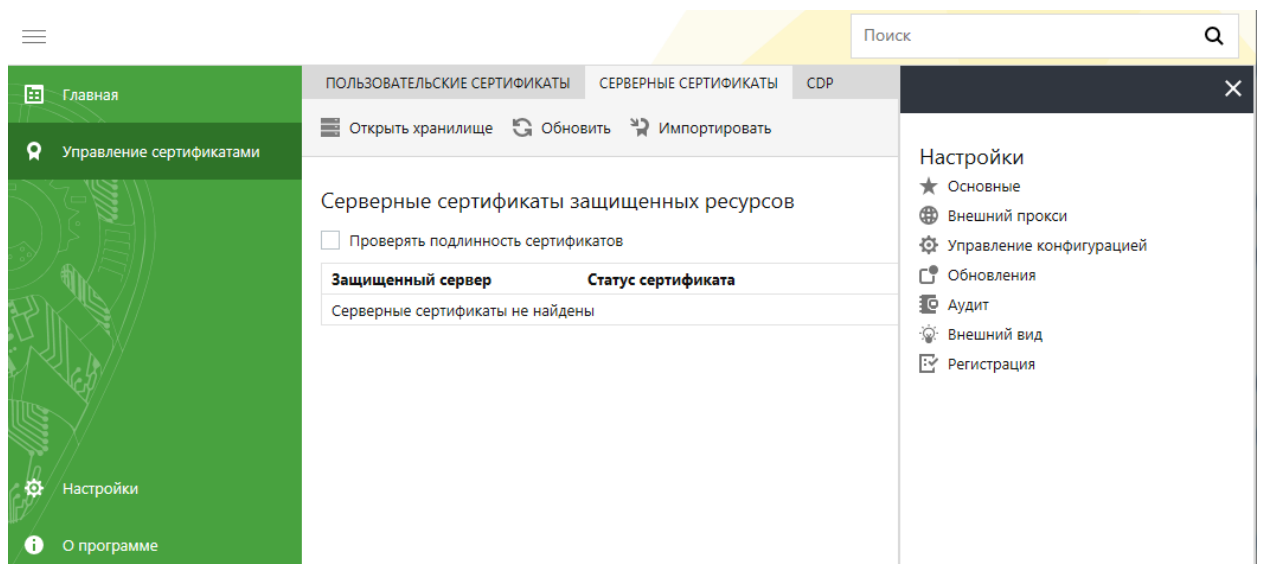 Поиск
Главная
Управление сертификатами
Настройки
О программе
ПОЛЬЗОВАТЕЛЬСКИЕ СЕРТИФИКАТЫ СЕРВЕРНЫЕ СЕРТИФИКАТЫ CDP
Открыть хранилище Обновить Импортировать
Серверные сертификаты защищенных ресурсов
Проверять подлинность сертификатов
Защищенный сервер Статус сертификата
Серверные сертификаты не найдены
Настройки
Основные
Внешний прокси
Управление конфигурацией
Обновления
Аудит
Внешний вид
Регистрация